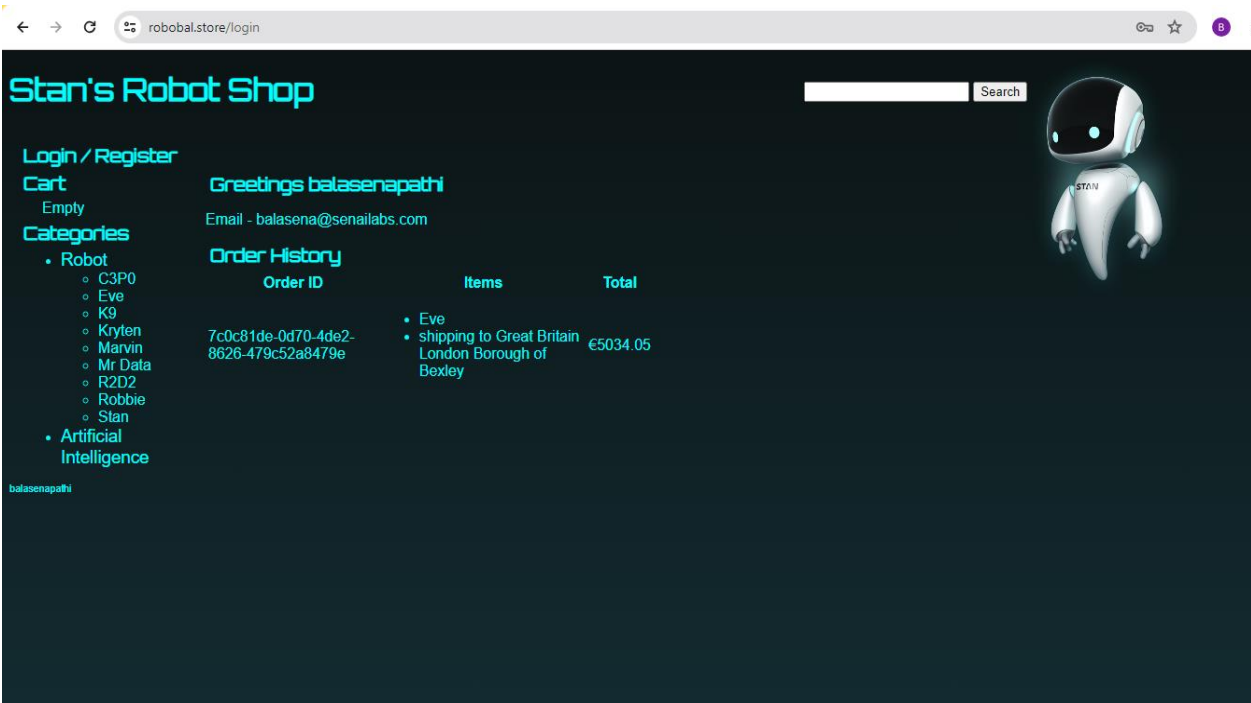 robobal.store/login
B
Stan's Robot Shop
Search
STAN
Login / Register
Cart
Empty
Categories
Robot
C3P0
Eve
K9
Kryten
Marvin
Mr Data
R2D2
Robbie
Stan
Artificial
Intelligence
balasenapathi
Greetings balasenapathi
Email - balasena@senailabs.com
Order History
Order ID Items Total
7c0c81de-0d70-4de2-
8626-479c52a8479e
Eve
shipping to Great Britain
London Borough of
Bexley
€5034.05